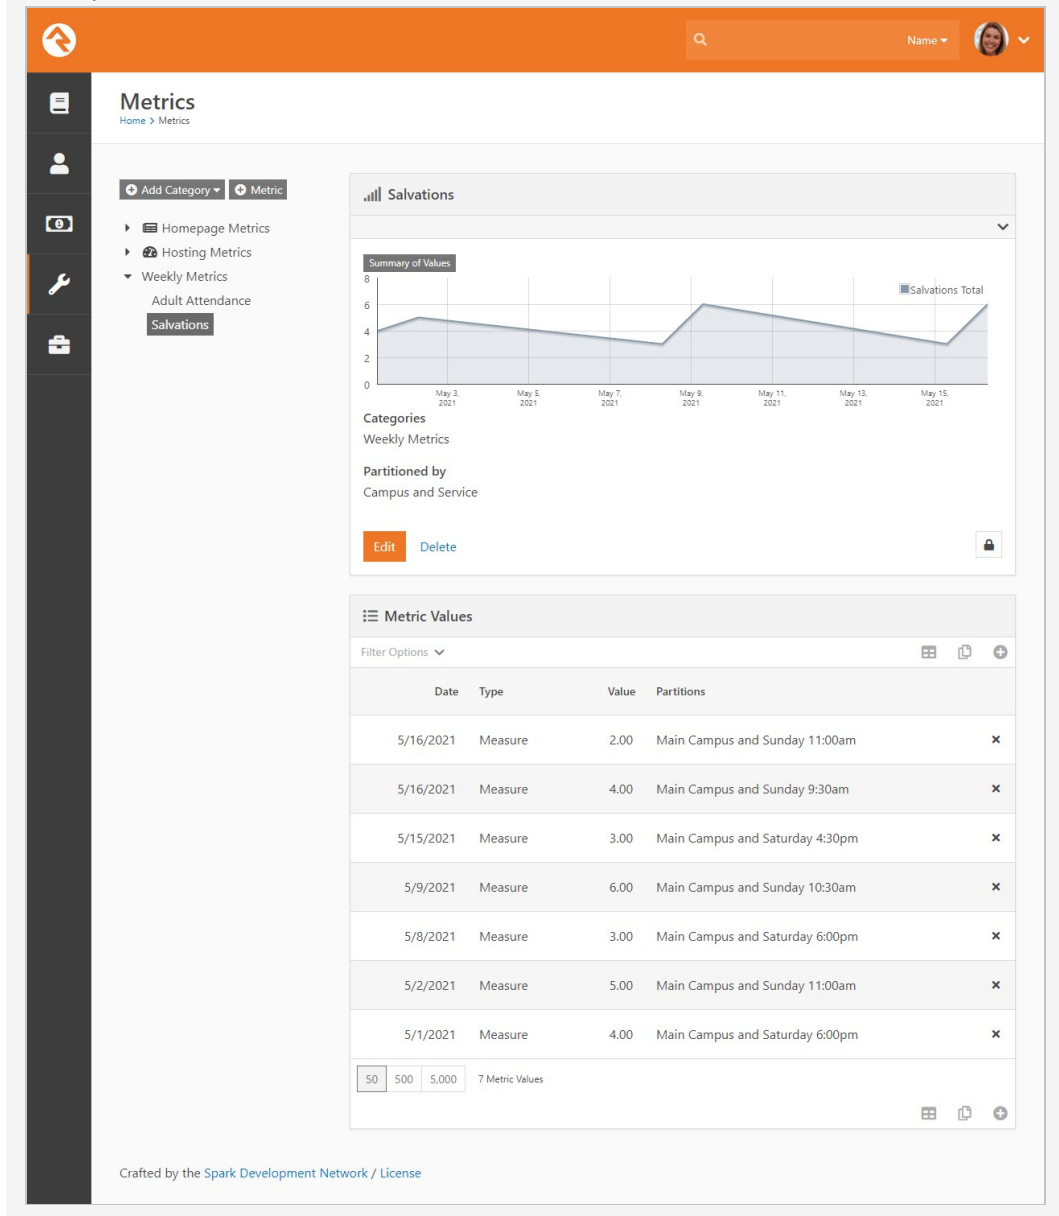 Name
Metrics
Home > Metrics
Add Category
Metric
Homepage Metrics
Hosting Metrics
Weekly Metrics
Adult Attendance
Salvations
Salvations
Summary of Values
8
6
4
2
0
Salvations Total
May 3, 2021
May 5, 2021
May 7, 2021
May 9, 2021
May 11, 2021
May 13, 2021
May 15, 2021
Categories
Weekly Metrics
Partitioned by
Campus and Service
Edit Delete
Metric Values
Filter Options
Date Type Value Partitions
5/16/2021 Measure 2.00 Main Campus and Sunday 11:00am
5/16/2021 Measure 4.00 Main Campus and Sunday 9:30am
5/15/2021 Measure 3.00 Main Campus and Saturday 4:30pm
5/9/2021 Measure 6.00 Main Campus and Sunday 10:30am
5/8/2021 Measure 3.00 Main Campus and Saturday 6:00pm
5/2/2021 Measure 5.00 Main Campus and Sunday 11:00am
5/1/2021 Measure 4.00 Main Campus and Saturday 6:00pm
50 500 5,000 7 Metric Values
Crafted by the Spark Development Network / License